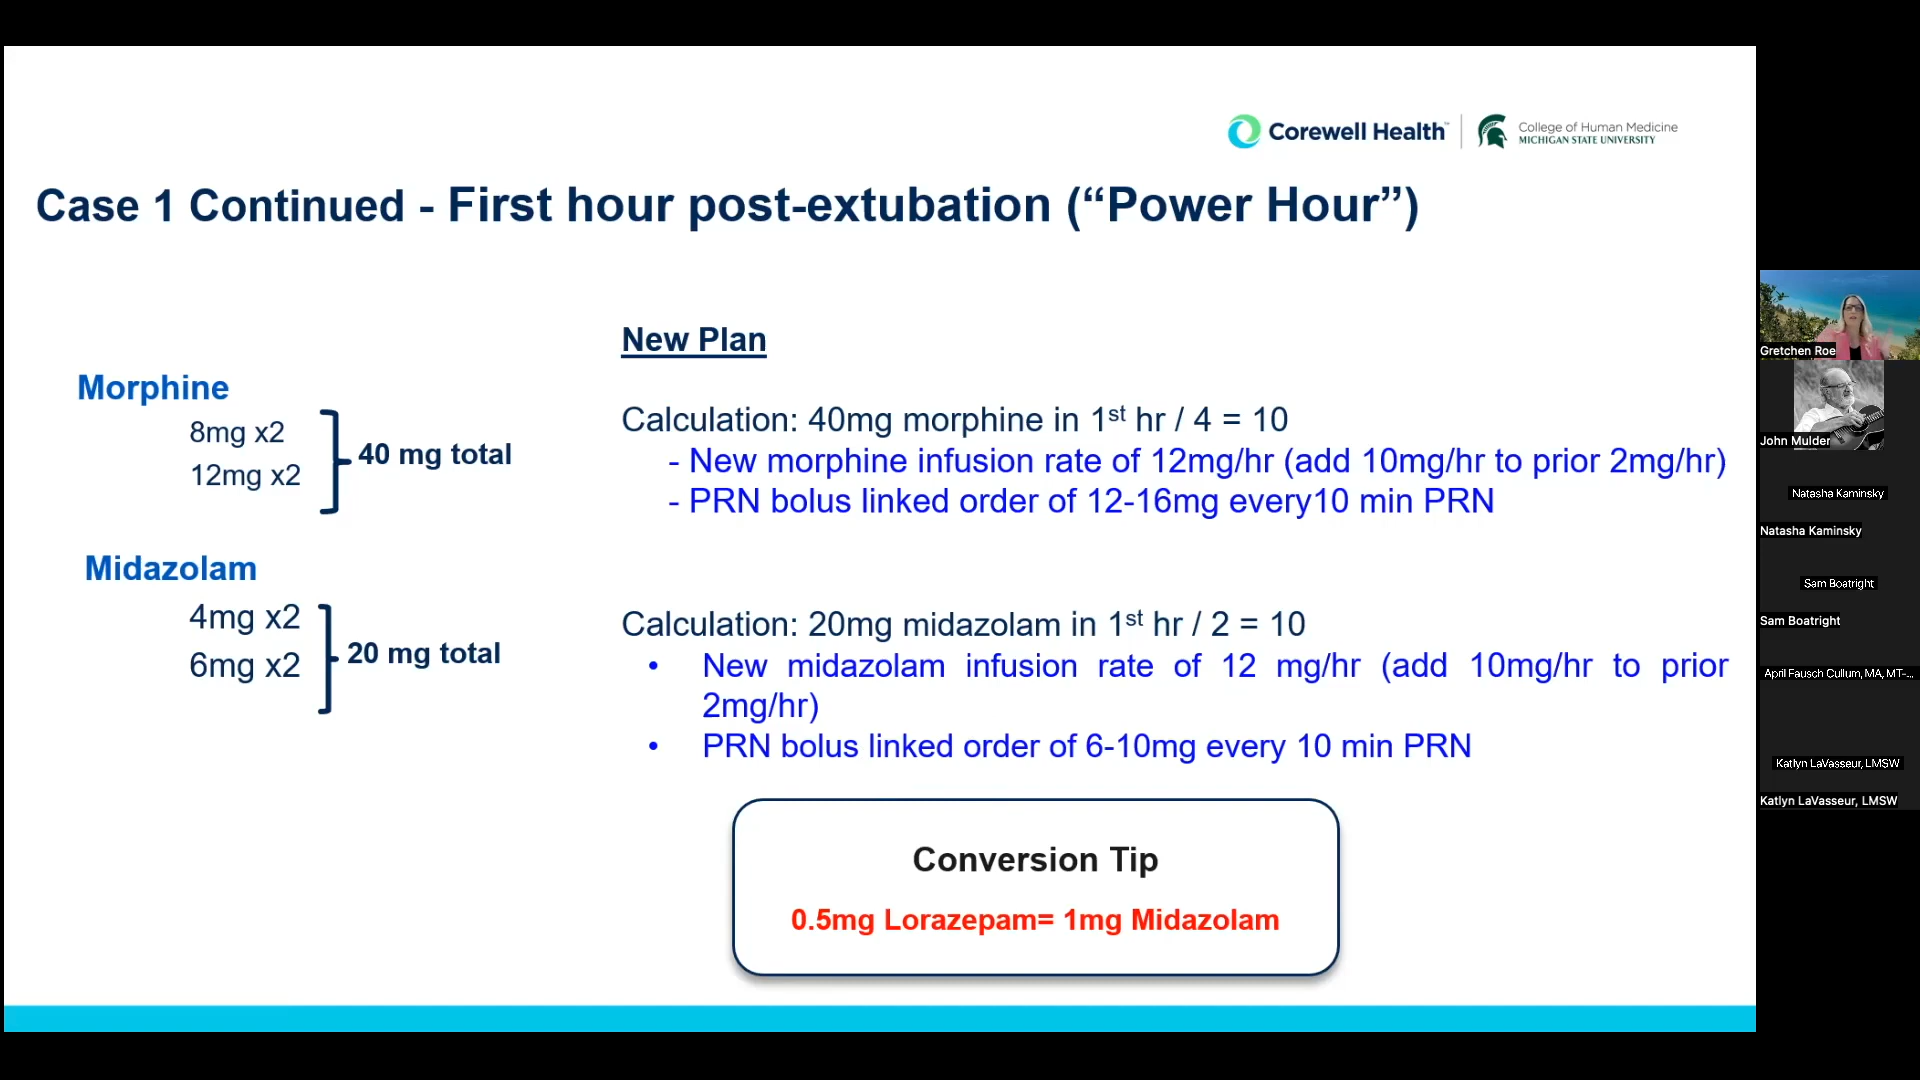 Corewell Health™
College of Human Medicine
MICHIGAN STATE UNIVERSITY
Case 1 Continued - First hour post-extubation (“Power Hour”)
Morphine
8mg x2
12mg x2
40 mg total
Midazolam
4mg x2
6mg x2
20 mg total
New Plan
Calculation: 40mg morphine in 1st hr / 4 = 10
- New morphine infusion rate of 12mg/hr (add 10mg/hr to prior 2mg/hr)
- PRN bolus linked order of 12-16mg every10 min PRN
Calculation: 20mg midazolam in 1st hr / 2 = 10
• New midazolam infusion rate of 12 mg/hr (add 10mg/hr to prior
2mg/hr)
• PRN bolus linked order of 6-10mg every 10 min PRN
Conversion Tip
0.5mg Lorazepam= 1mg Midazolam
Gretchen Roe
John Mulder
Natasha Kaminsky
Natasha Kaminsky
Sam Boatright
Sam Boatright
April Fausch Cullum, MA, MT-...
Katlyn LaVasseur, LMSW
Katlyn LaVasseur, LMSW